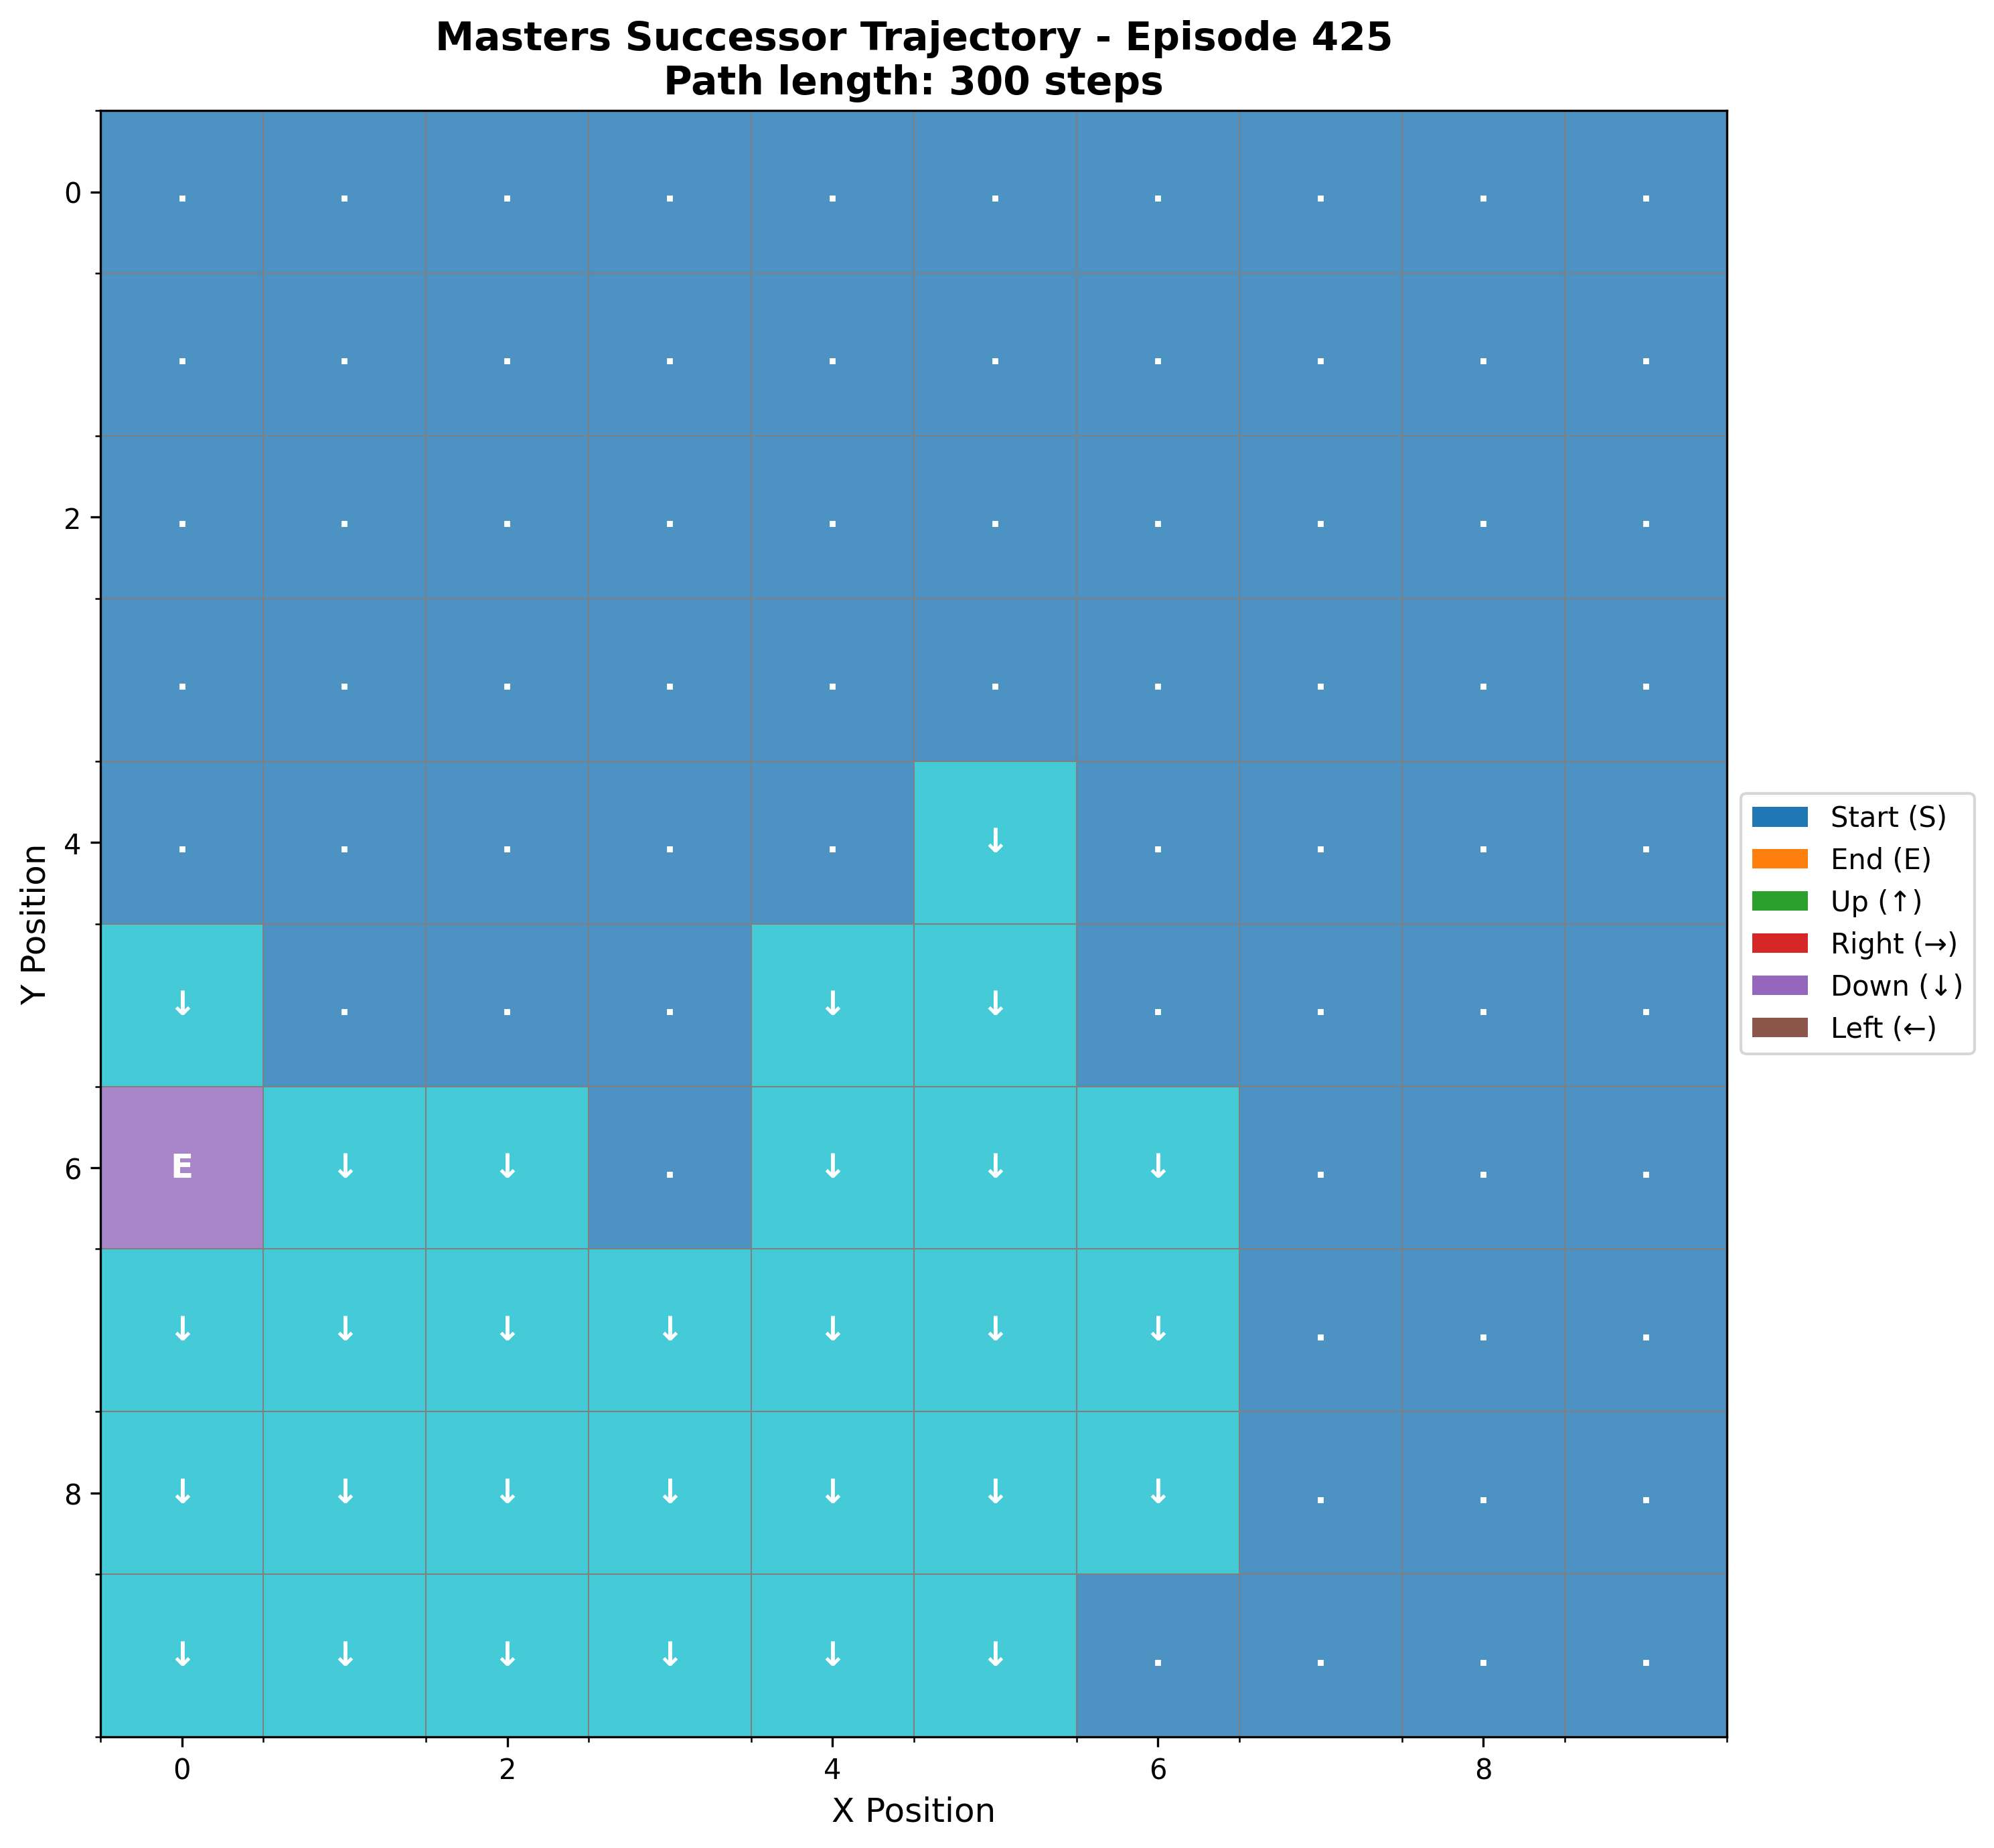 Masters Successor Trajectory - Episode 425
Path length: 300 steps
0 . . . . . . . . . .
. . . . . . . . . .
2 . . . . . . . . . .
. . . . . . . . . .
4 . . . . . ↓ . . . .
↓ . . . ↓ ↓ . . . .
6 E ↓ ↓ . ↓ ↓ ↓ . . .
↓ ↓ ↓ ↓ ↓ ↓ ↓ . . .
8 ↓ ↓ ↓ ↓ ↓ ↓ ↓ . . .
↓ ↓ ↓ ↓ ↓ ↓ . . . .
0 2 4 6 8
X Position
Y Position
Start (S)
End (E)
Up (↑)
Right (→)
Down (↓)
Left (←)